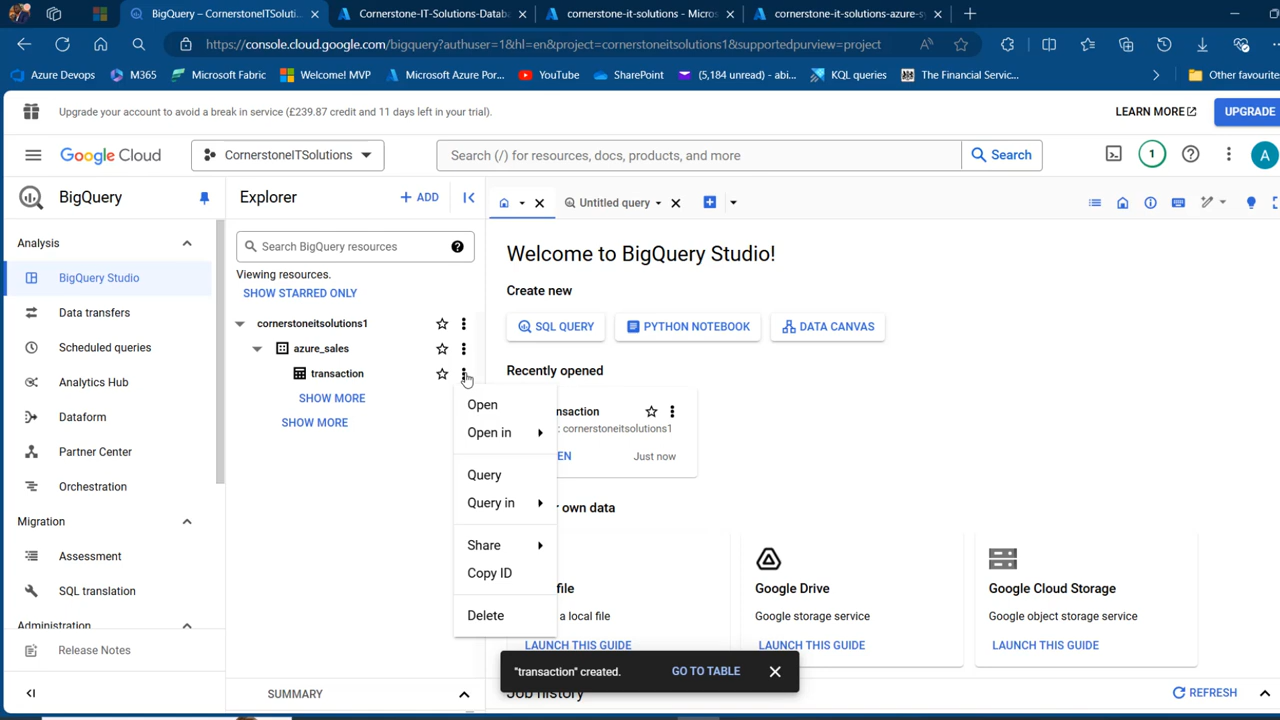 BigQuery – CornerstoneITSoluti…
Cornerstone-IT-Solutions-Datab
cornerstone-it-solutions - Micros
cornerstone-it-solutions-azure-s
https://console.cloud.google.com/bigquery?authuser=1&hl=en&project=cornerstoneitsolutions1&supportedpurview=project
Azure Devops
M365
Microsoft Fabric
Welcome! MVP
Microsoft Azure Por...
YouTube
SharePoint
(5,184 unread) - abi...
KQL queries
The Financial Servic...
Other favourite
Upgrade your account to avoid a break in service (£239.87 credit and 11 days left in your trial).
LEARN MORE
UPGRADE
Google Cloud
CornerstoneITSolutions
Search (/) for resources, docs, products, and more
Search
1
A
BigQuery
Analysis
BigQuery Studio
Data transfers
Scheduled queries
Analytics Hub
Dataform
Partner Center
Orchestration
Migration
Assessment
SQL translation
Administration
Release Notes
Explorer
+ ADD
Search BigQuery resources
Viewing resources.
SHOW STARRED ONLY
cornerstoneitsolutions1
azure_sales
transaction
SHOW MORE
SHOW MORE
SUMMARY
Open
Open in
Query
Query in
Share
Copy ID
Delete
Untitled query
Welcome to BigQuery Studio!
Create new
SQL QUERY
PYTHON NOTEBOOK
DATA CANVAS
Recently opened
nsaction
: cornerstoneitsolutions1
EN
Just now
own data
file
a local file
LAUNCH THIS GUIDE
Google Drive
Google storage service
LAUNCH THIS GUIDE
Google Cloud Storage
Google object storage service
LAUNCH THIS GUIDE
"transaction" created.
GO TO TABLE
Job history
REFRESH